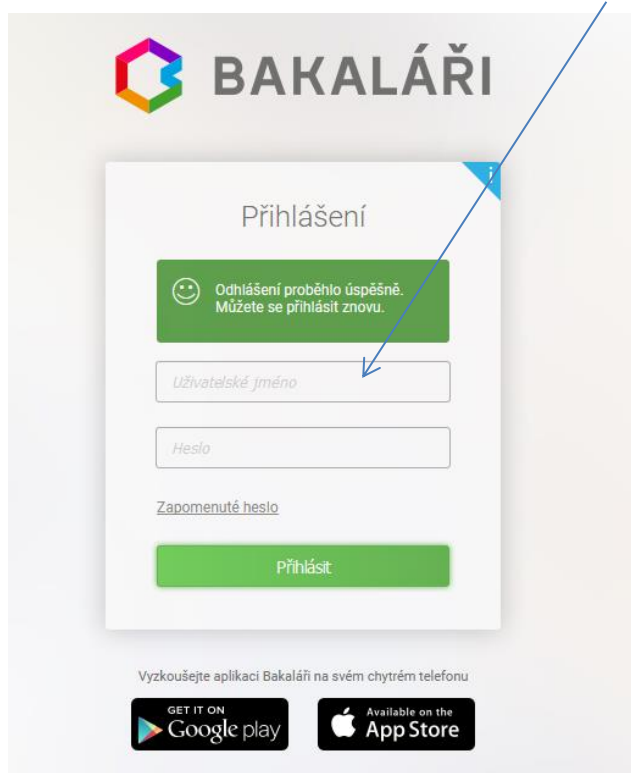 BAKALÁŘI
i
Přihlášení
Odhlášení proběhlo úspěšně.
Můžete se přihlásit znovu.
Uživatelské jméno
Heslo
Zapomenuté heslo
Přihlásit
Vyzkoušejte aplikaci Bakaláři na svém chytrém telefonu
GET IT ON
Google play
Available on the
App Store